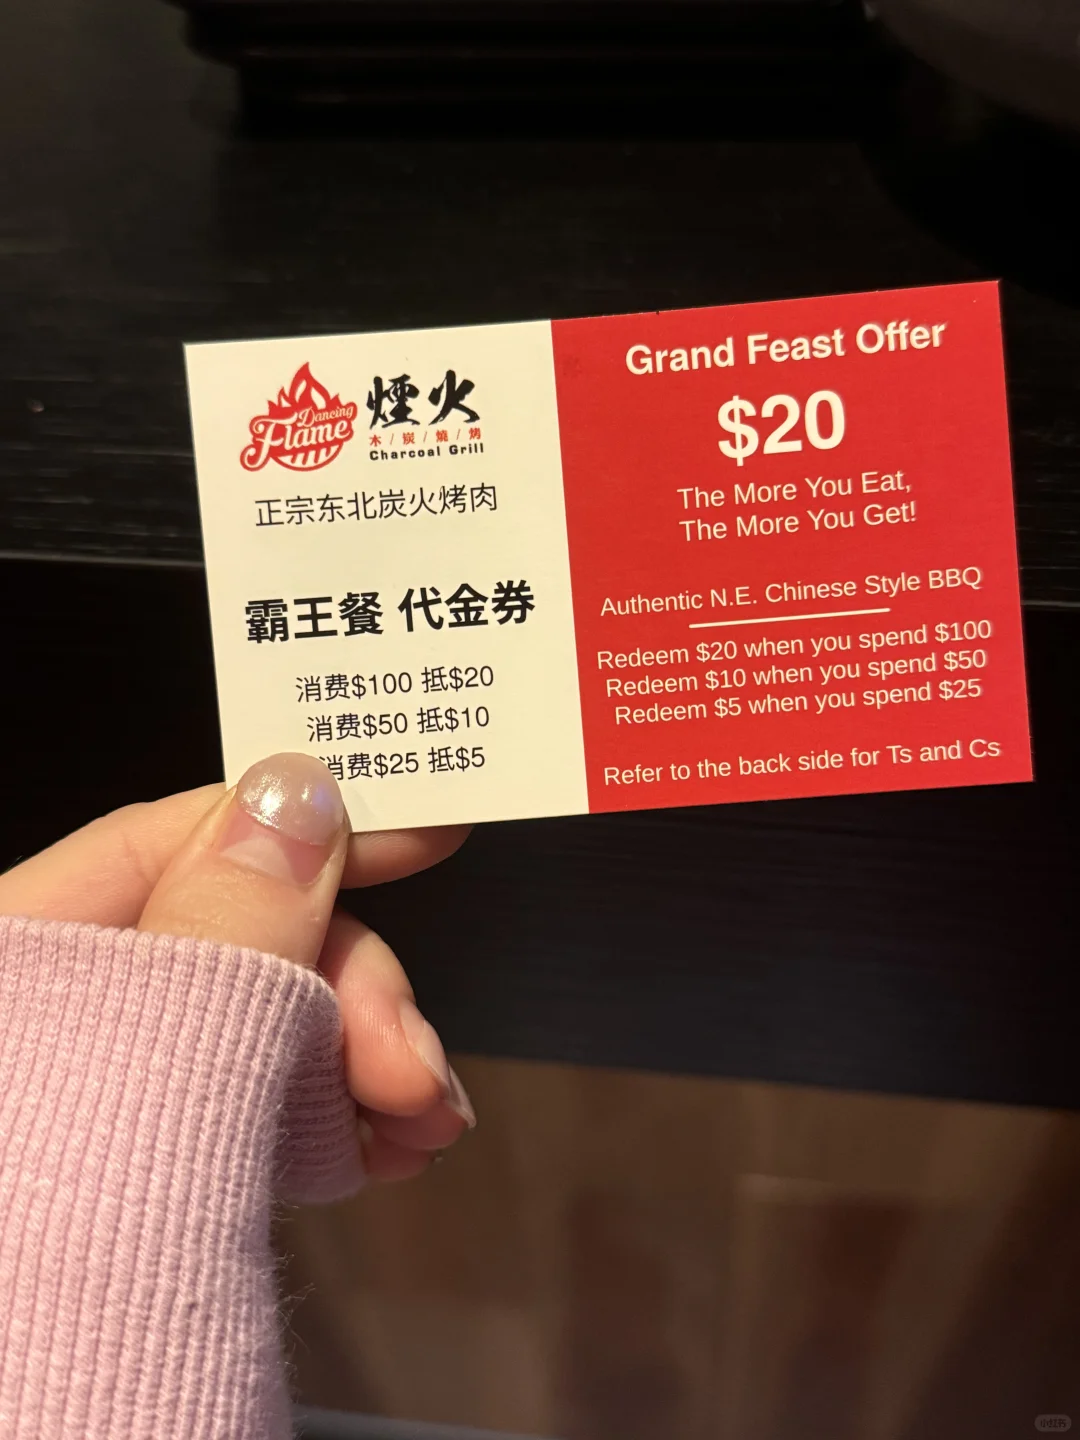 Dancing
Flame
煙火
木/炭/燒/烤
Charcoal Grill
正宗东北炭火烤肉
霸王餐 代金券
消费$100 抵$20
消费$50 抵$10
消费$25 抵$5
Grand Feast Offer
$20
The More You Eat,
The More You Get!
Authentic N.E. Chinese Style BBQ
Redeem $20 when you spend $100
Redeem $10 when you spend $50
Redeem $5 when you spend $25
Refer to the back side for Ts and Cs